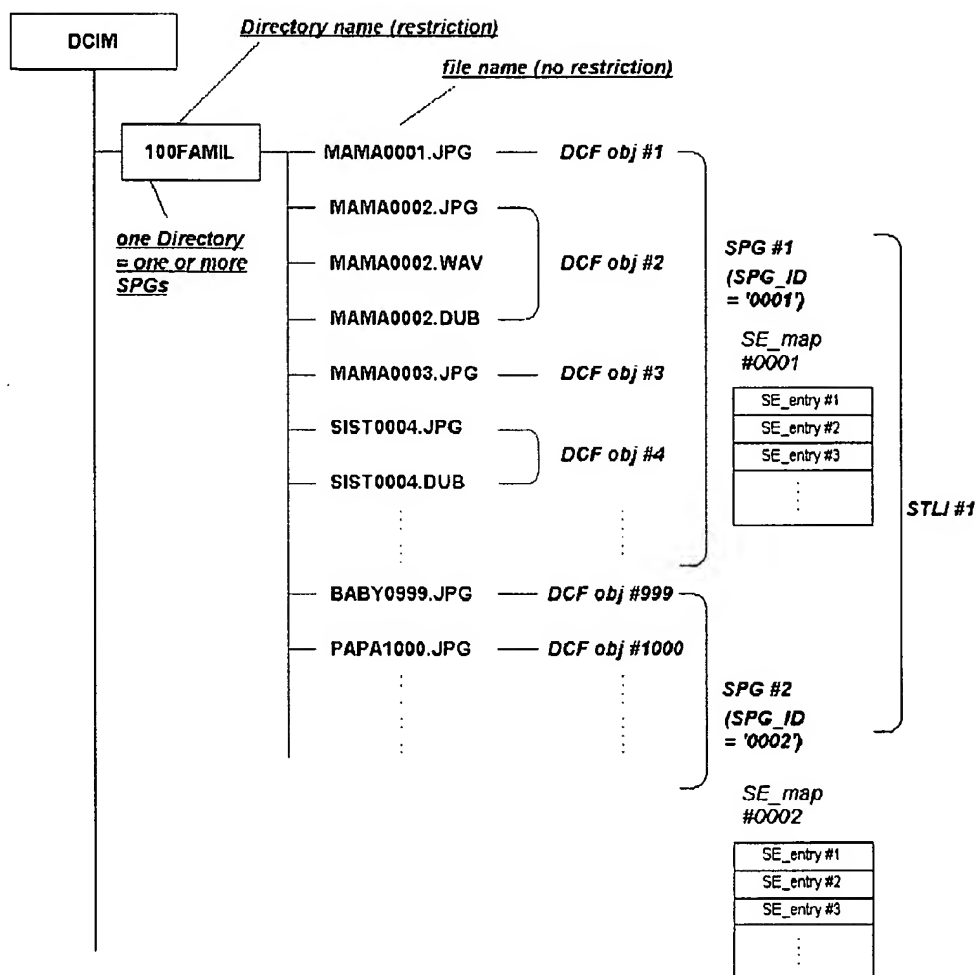 DCIM
Directory name (restriction)
file name (no restriction)
100FAMIL
one Directory
= one or more
SPGs
MAMA0001.JPG
DCF obj #1
MAMA0002.JPG
MAMA0002.WAV
DCF obj #2
MAMA0002.DUB
MAMA0003.JPG
DCF obj #3
SIST0004.JPG
DCF obj #4
SIST0004.DUB
BABY0999.JPG
DCF obj #999
PAPA1000.JPG
DCF obj #1000
SPG #1
(SPG_ID
= '0001')
SE_map
#0001
SE_entry #1
SE_entry #2
SE_entry #3
STLI #1
SPG #2
(SPG_ID
= '0002')
SE_map
#0002
SE_entry #1
SE_entry #2
SE_entry #3